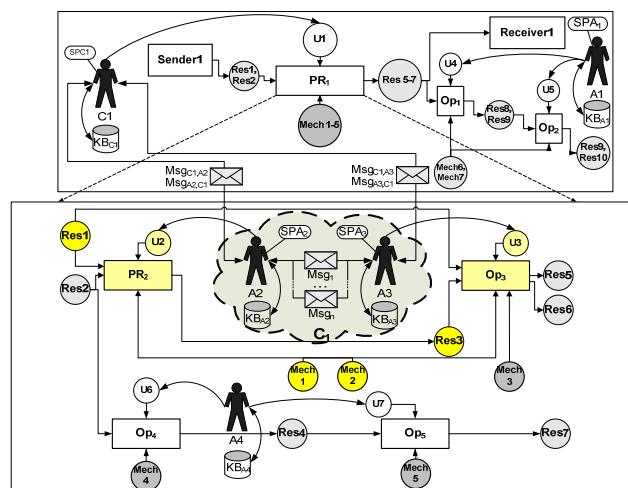 SPC1
C1
KBC1
Sender1
Res1,
Res2
U1
PR1
Mech1-5
Res 5-7
Receiver1
SPA1
U4
U5
A1
KBA1
Op1
Res8,
Res9
Op2
Res9,
Res10
Mech6,
Mech7
MsgC1,A2
MsgA2,C1
MsgC1,A3
MsgA3,C1
Res1
U2
SPA2
SPA3
U3
Res2
PR2
A2
Msg1
A3
Op3
Res5
Res6
KBA2
Msgn
KBA3
C1
Res3
Mech
1
Mech
2
Mech
3
U6
U7
A4
Op4
Res4
Op5
Res7
KBA4
Mech
4
Mech
5